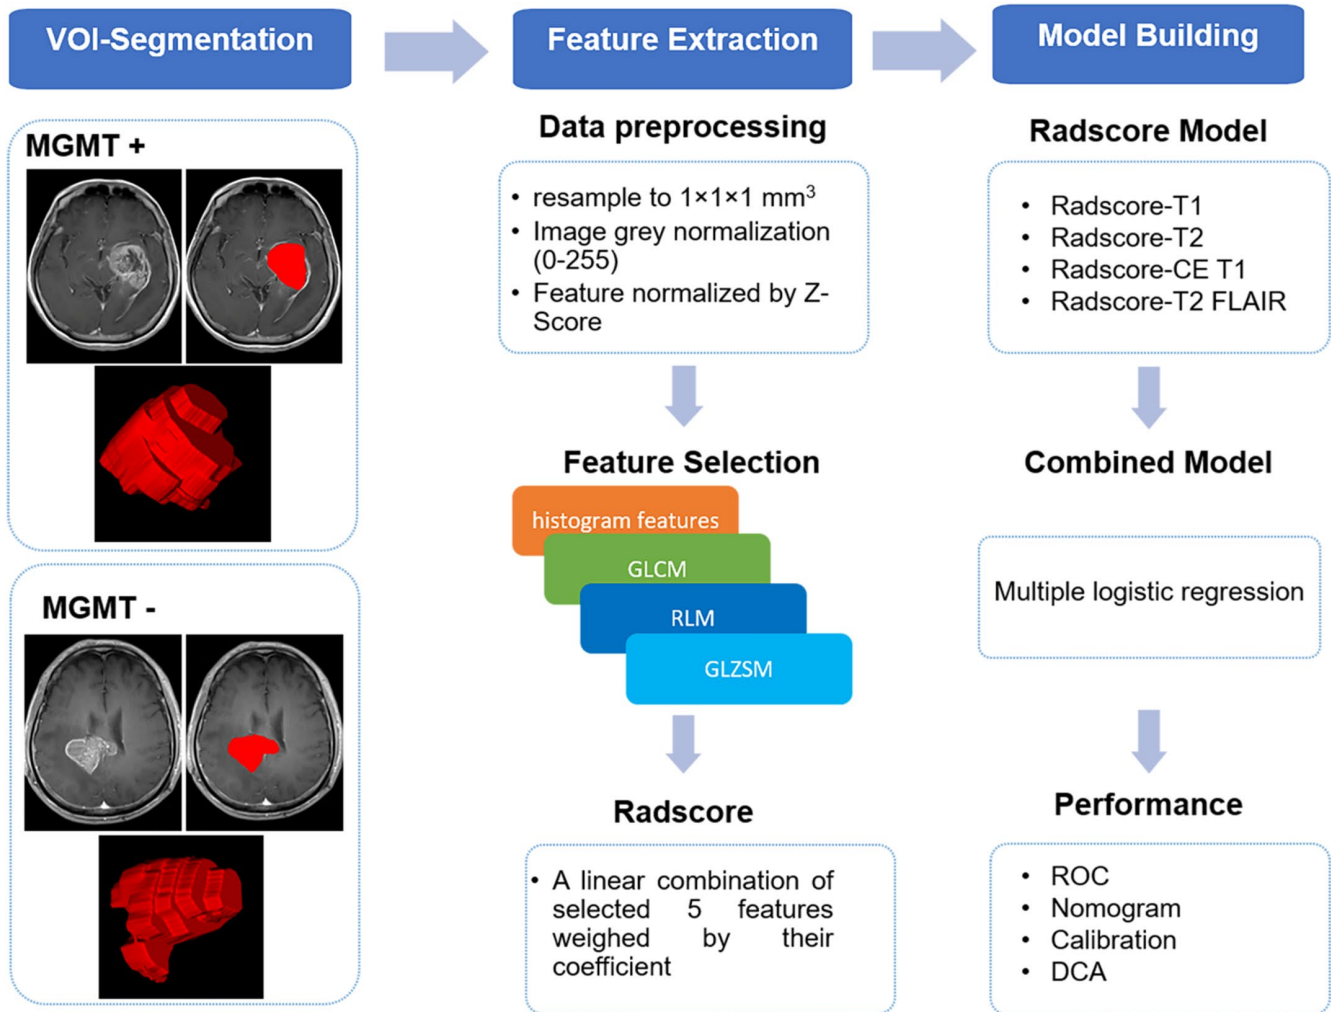 VOI-Segmentation
Feature Extraction
Model Building
MGMT +
MGMT -
Data preprocessing
• resample to 1×1×1 mm³
• Image grey normalization
(0-255)
• Feature normalized by Z-
Score
Feature Selection
histogram features
GLCM
RLM
GLZSM
Radscore
• A linear combination of
selected 5 features
weighed by their
coefficient
Radscore Model
• Radscore-T1
• Radscore-T2
• Radscore-CE T1
• Radscore-T2 FLAIR
Combined Model
Multiple logistic regression
Performance
• ROC
• Nomogram
• Calibration
• DCA